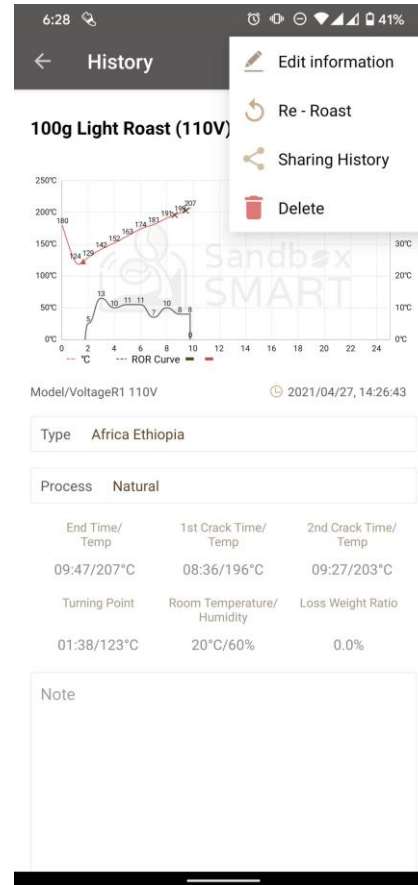 6:28
41%
History
Edit information
Re - Roast
Sharing History
Delete
100g Light Roast (110V)
250℃
200℃
150℃
100℃
50℃
0℃
180
124
129
142
152
163
174
181
191
195
207
5
13
10
11
11
7
10
8
8
0
30℃
20℃
10℃
0℃
Sandbox
SMART
0 2 4 6 8 10 12 14 16 18 20 22 24
-- ℃ --- ROR Curve
Model/VoltageR1 110V
2021/04/27, 14:26:43
Type Africa Ethiopia
Process Natural
End Time/
Temp
1st Crack Time/
Temp
2nd Crack Time/
Temp
09:47/207°C
08:36/196°C
09:27/203°C
Turning Point
Room Temperature/
Humidity
Loss Weight Ratio
01:38/123°C
20°C/60%
0.0%
Note